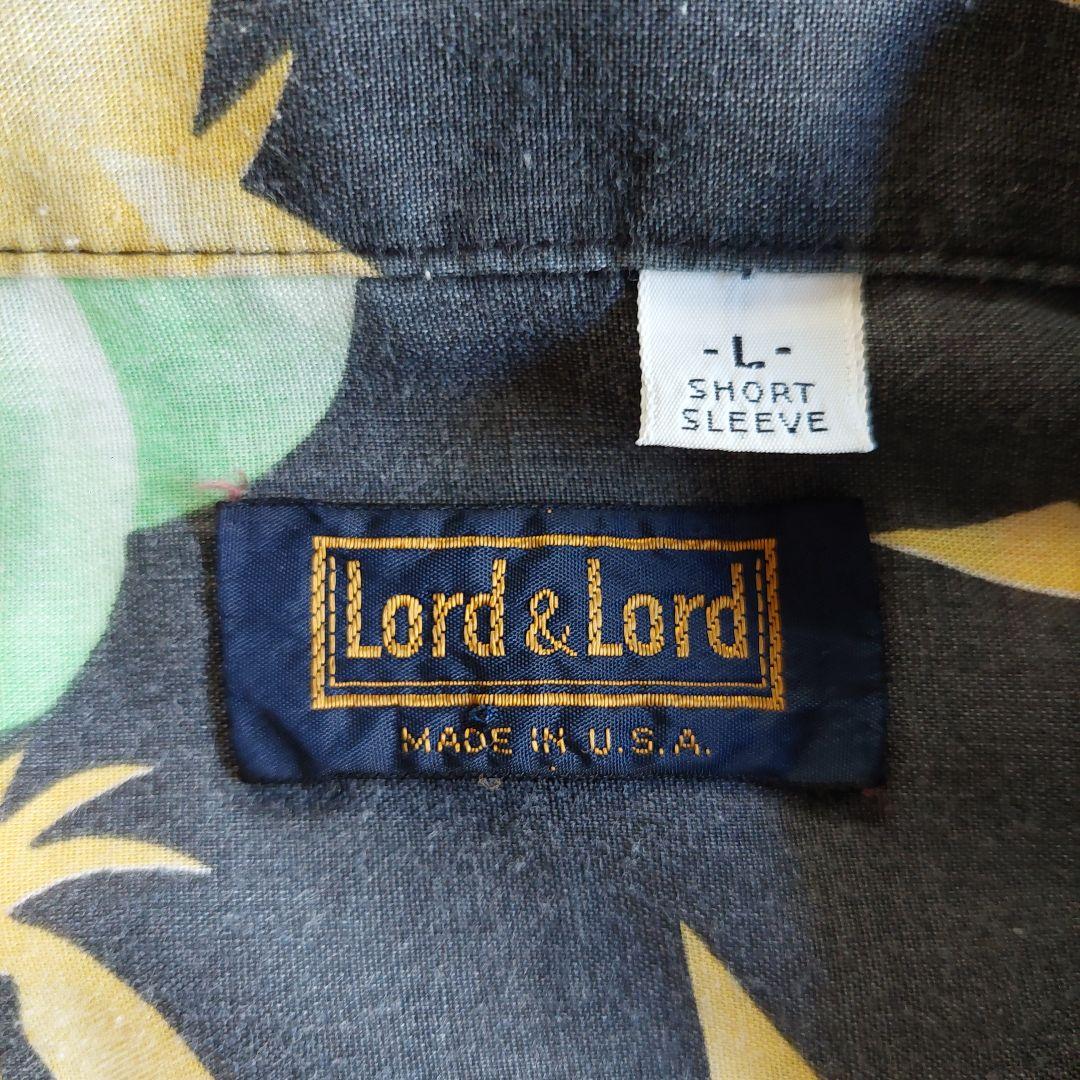 -L-
SHORT
SLEEVE
Lord & Lord
MADE IN U.S.A.